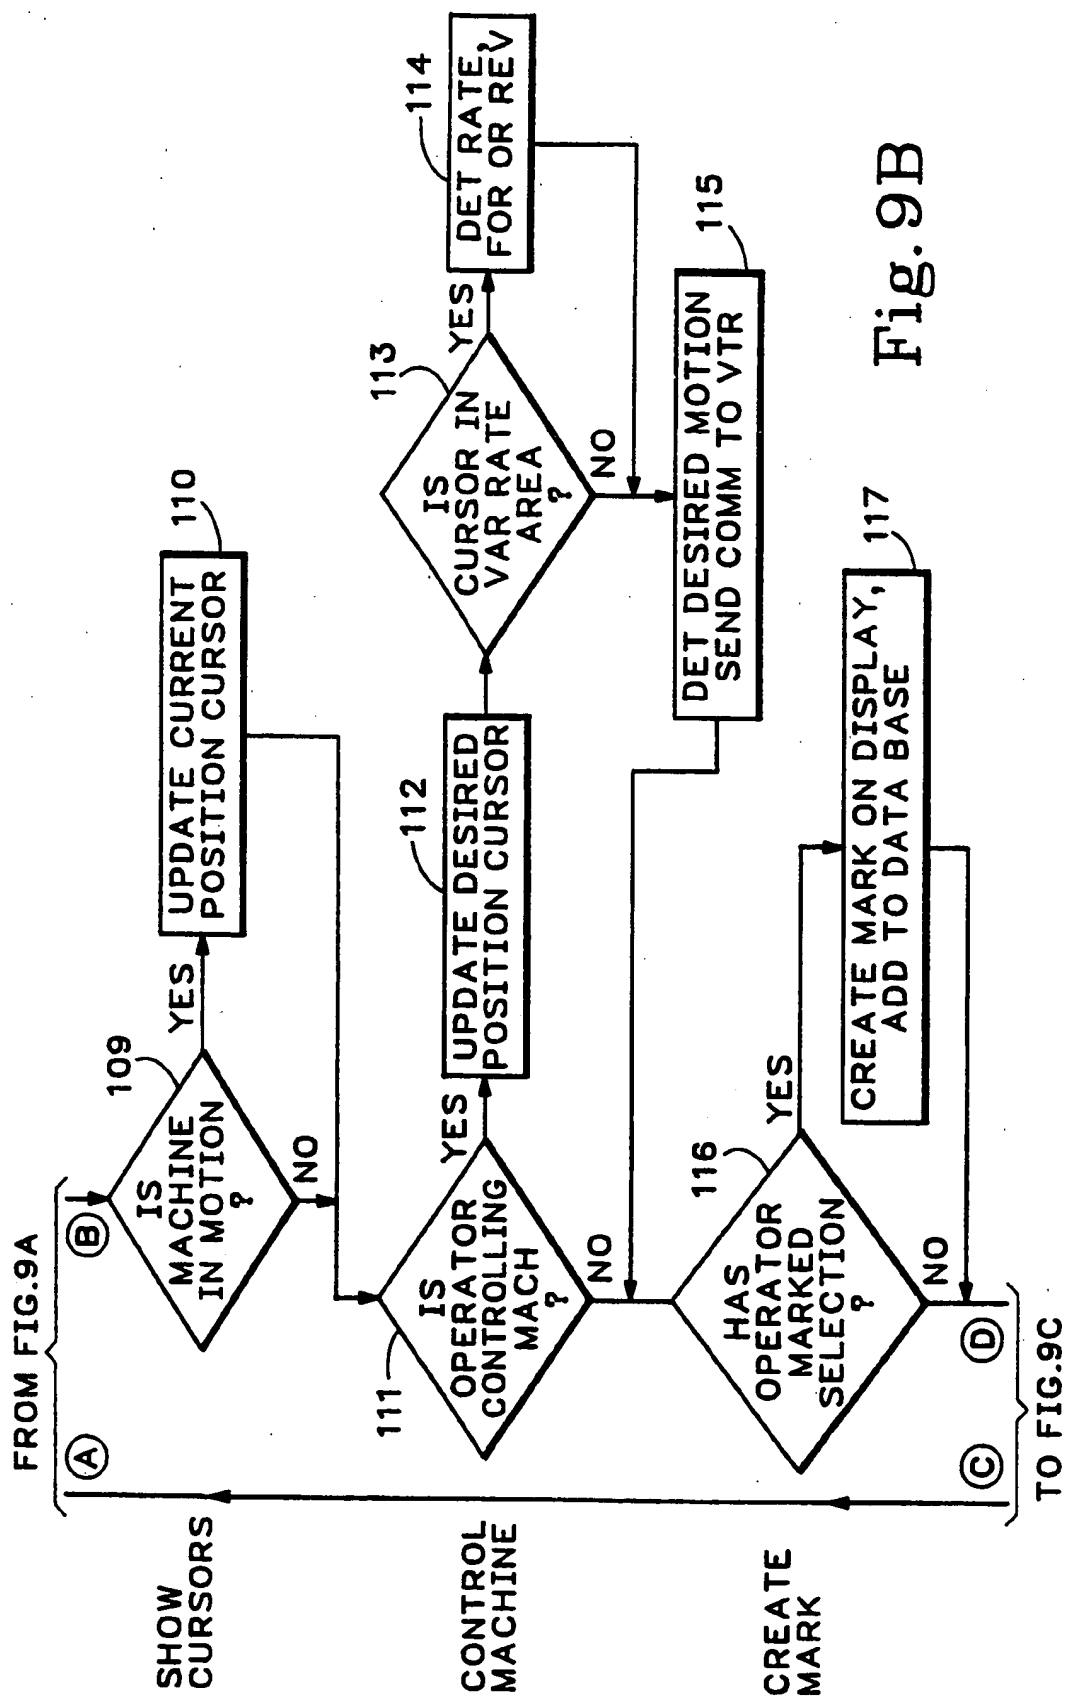 FROM FIG.9A
A
B
SHOW
CURSORS
109
IS
MACHINE
IN MOTION
?
YES
NO
110
UPDATE CURRENT
POSITION CURSOR
CONTROL
MACHINE
111
IS
OPERATOR
CONTROLLING
MACH
?
YES
NO
112
UPDATE DESIRED
POSITION CURSOR
113
IS
CURSOR IN
VAR RATE
AREA
?
YES
NO
114
DET RATE,
FOR OR REV
115
DET DESIRED MOTION
SEND COMM TO VTR
CREATE
MARK
116
HAS
OPERATOR
MARKED
SELECTION
?
YES
NO
117
CREATE MARK ON DISPLAY,
ADD TO DATA BASE
C
D
TO FIG.9C
Fig. 9B